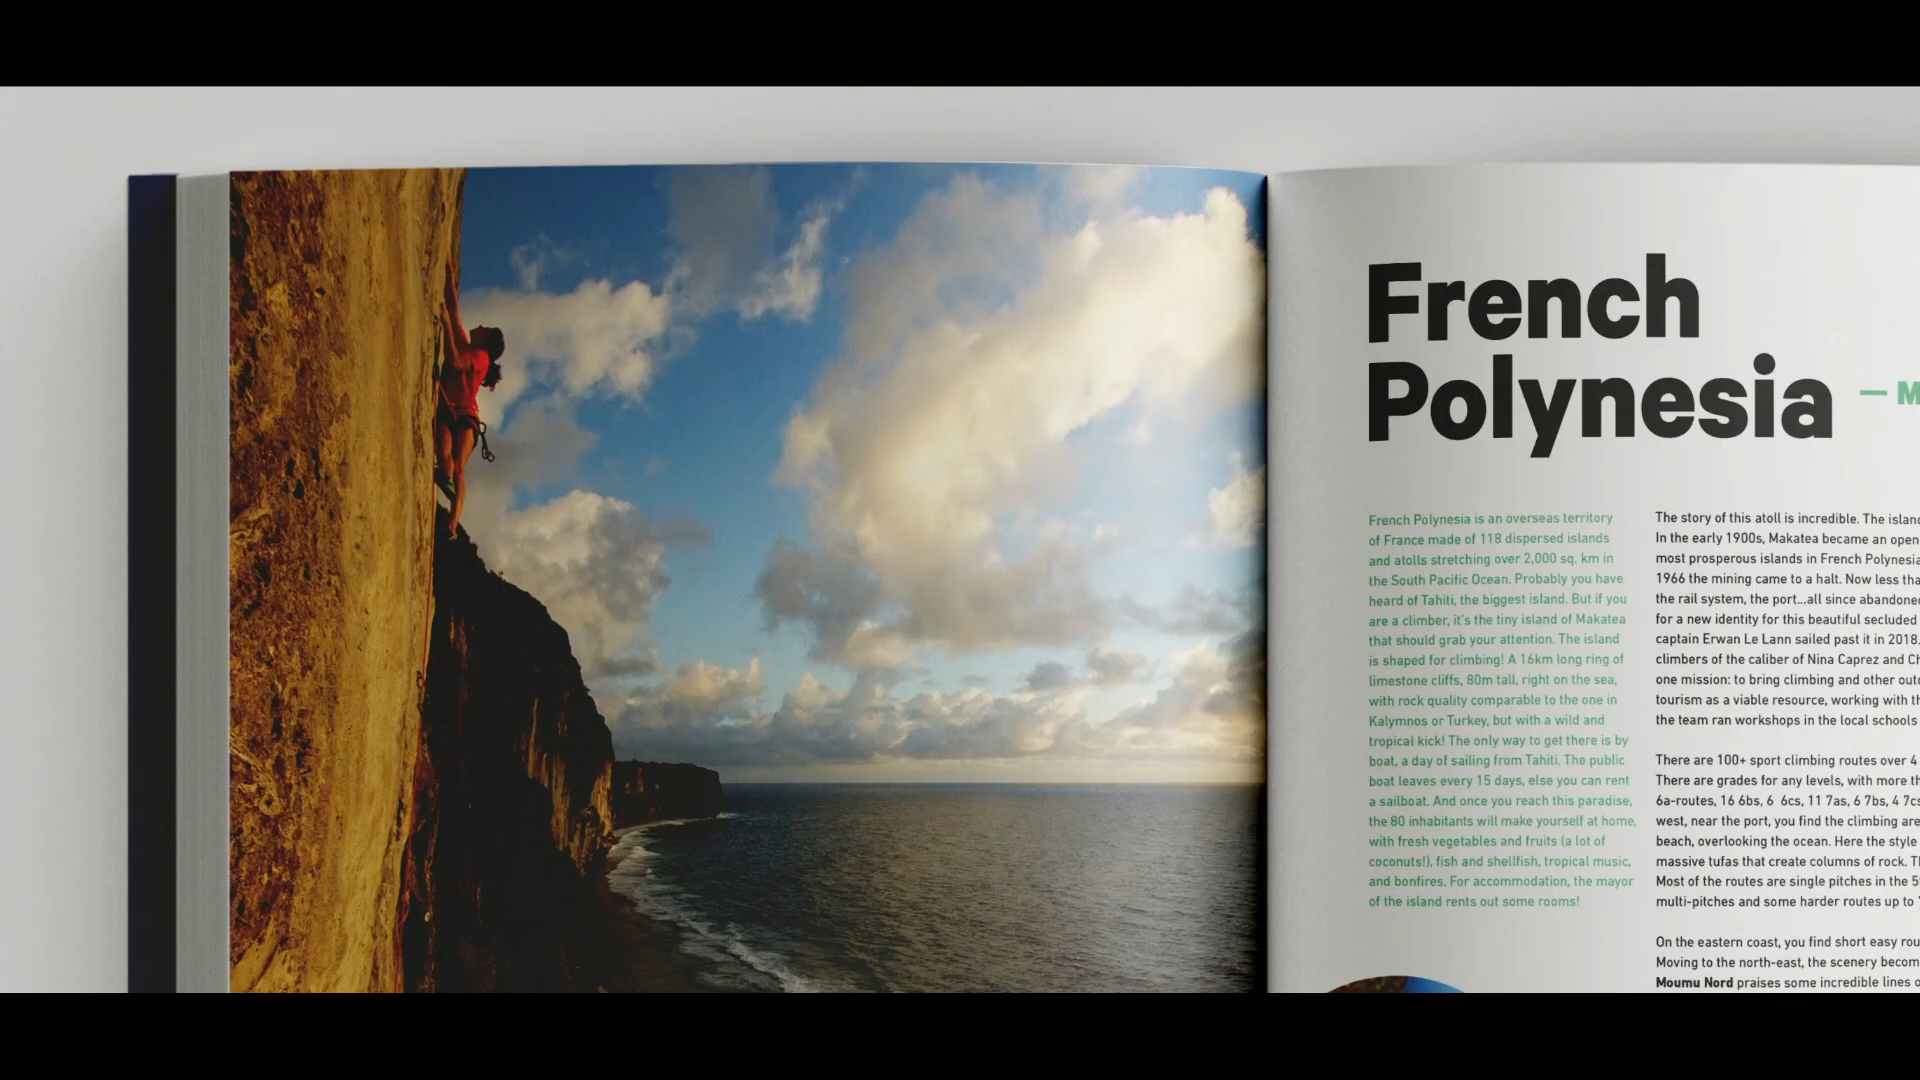 French
Polynesia
— M
French Polynesia is an overseas territory
of France made of 118 dispersed islands
and atolls stretching over 2,000 sq. km in
the South Pacific Ocean. Probably you have
heard of Tahiti, the biggest island. But if you
are a climber, it's the tiny island of Makatea
that should grab your attention. The island
is shaped for climbing! A 16km long ring of
limestone cliffs, 80m tall, right on the sea,
with rock quality comparable to the one in
Kalymnos or Turkey, but with a wild and
tropical kick! The only way to get there is by
boat, a day of sailing from Tahiti. The public
boat leaves every 15 days, else you can rent
a sailboat. And once you reach this paradise,
the 80 inhabitants will make yourself at home,
with fresh vegetables and fruits (a lot of
coconuts!), fish and shellfish, tropical music,
and bonfires. For accommodation, the mayor
of the island rents out some rooms!
The story of this atoll is incredible. The island
In the early 1900s, Makatea became an open
most prosperous islands in French Polynesia
1966 the mining came to a halt. Now less tha
the rail system, the port...all since abandoned
for a new identity for this beautiful secluded
captain Erwan Le Lann sailed past it in 2018.
climbers of the caliber of Nina Caprez and Ch
one mission: to bring climbing and other outd
tourism as a viable resource, working with th
the team ran workshops in the local schools
There are 100+ sport climbing routes over 4
There are grades for any levels, with more th
6a-routes, 16 6bs, 6 6cs, 11 7as, 6 7bs, 4 7cs
west, near the port, you find the climbing are
beach, overlooking the ocean. Here the style
massive tufas that create columns of rock. Th
Most of the routes are single pitches in the 5
multi-pitches and some harder routes up to
On the eastern coast, you find short easy rou
Moving to the north-east, the scenery becom
Moumu Nord praises some incredible lines o